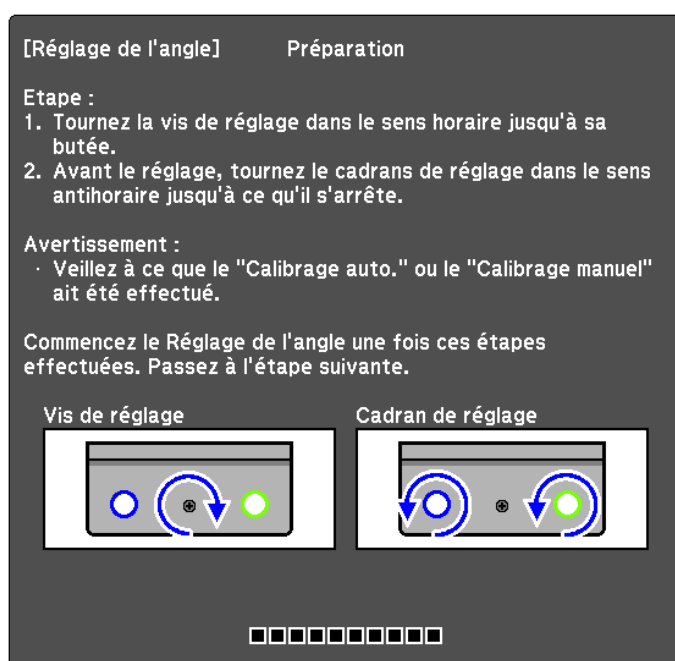 [Réglage de l'angle] Préparation
Etape :
1. Tournez la vis de réglage dans le sens horaire jusqu'à sa
butée.
2. Avant le réglage, tournez le cadrans de réglage dans le sens
antihoraire jusqu'à ce qu'il s'arrête.
Avertissement :
· Veillez à ce que le "Calibrage auto." ou le "Calibrage manuel"
ait été effectué.
Commencez le Réglage de l'angle une fois ces étapes
effectuées. Passez à l'étape suivante.
Vis de réglage Cadran de réglage